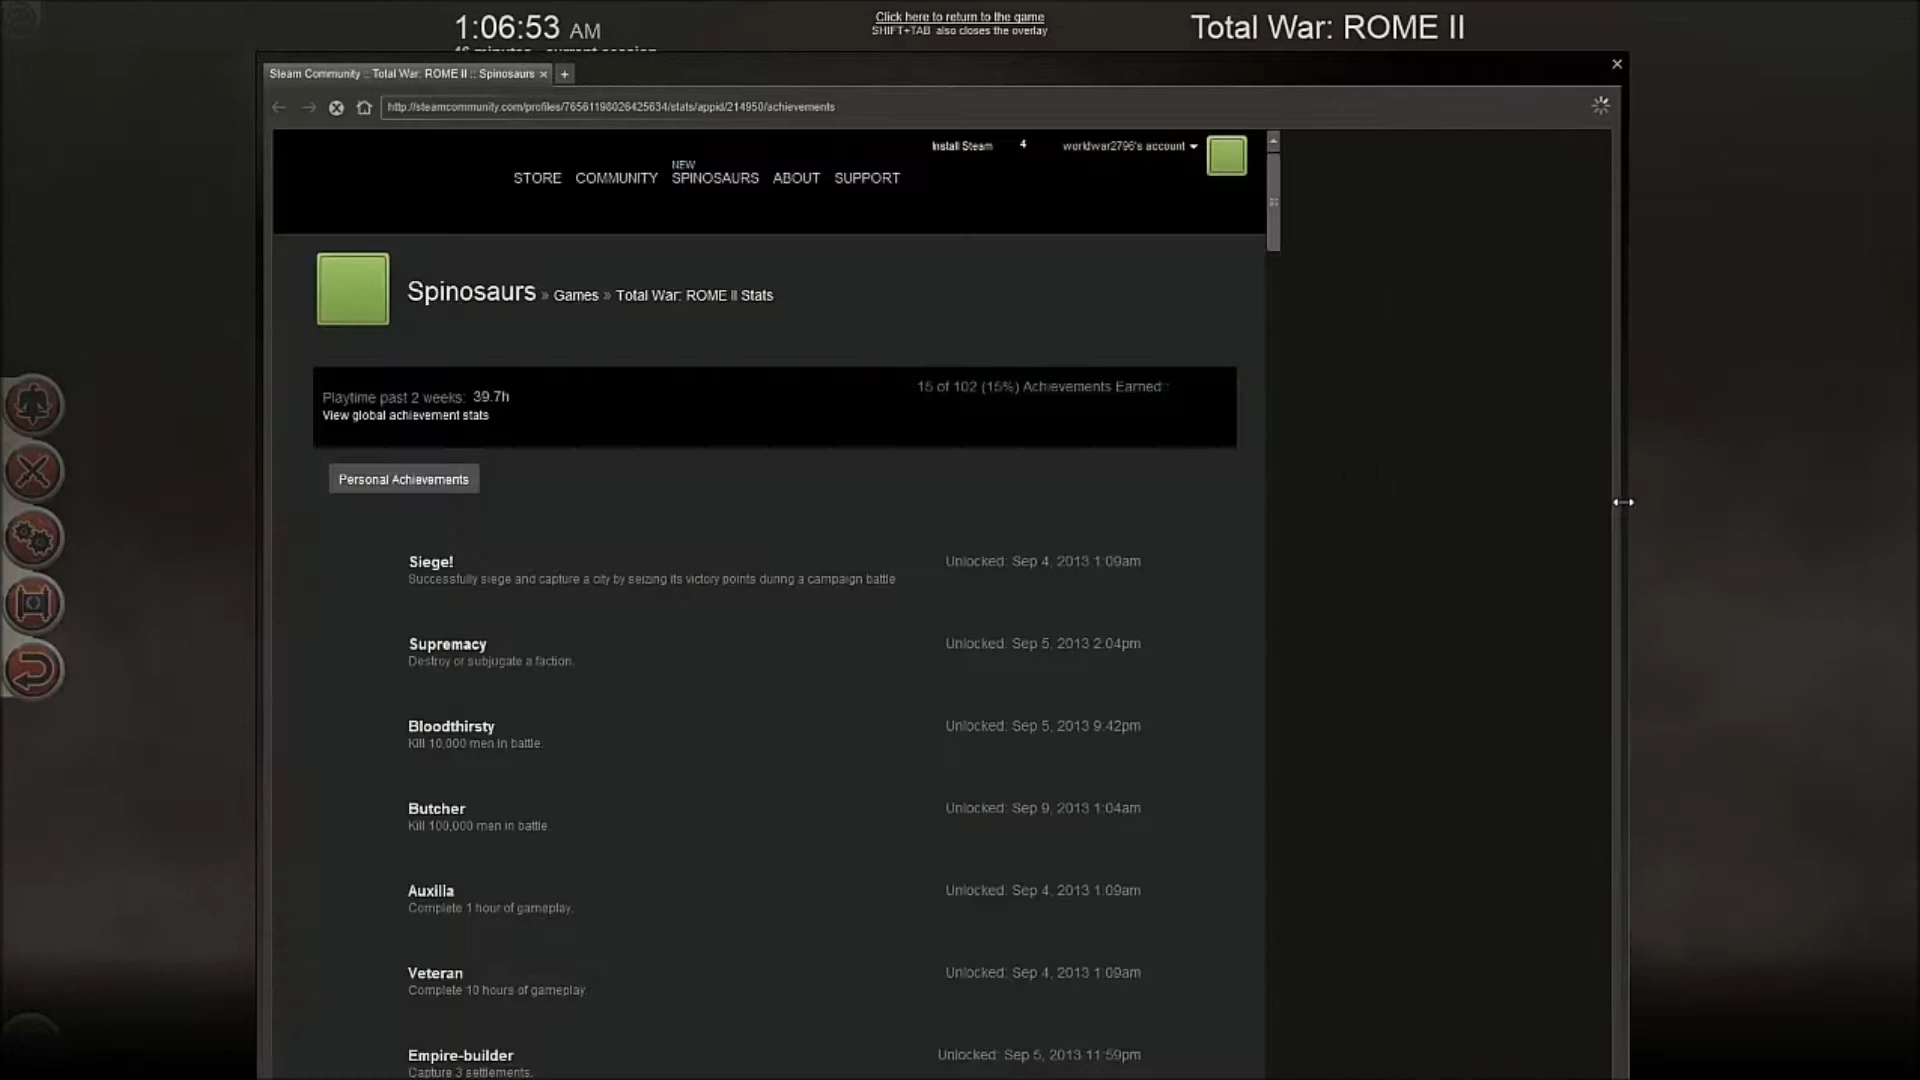 1:06:53 AM
46 minutes - current session
Click here to return to the game
SHIFT+TAB also closes the overlay
Total War: ROME II
Steam Community :: Total War: ROME II :: Spinosaurs × +
http://steamcommunity.com/profiles/76561198026425634/stats/appid/214950/achievements
Install Steam 4 worldwar2796's account
NEW
STORE COMMUNITY SPINOSAURS ABOUT SUPPORT
Spinosaurs » Games » Total War: ROME II Stats
Playtime past 2 weeks: 39.7h
View global achievement stats
15 of 102 (15%) Achievements Earned:
Personal Achievements
Siege! Unlocked: Sep 4, 2013 1:09am
Successfully siege and capture a city by seizing its victory points during a campaign battle
Supremacy Unlocked: Sep 5, 2013 2:04pm
Destroy or subjugate a faction.
Bloodthirsty Unlocked: Sep 5, 2013 9:42pm
Kill 10,000 men in battle.
Butcher Unlocked: Sep 9, 2013 1:04am
Kill 100,000 men in battle.
Auxilia Unlocked: Sep 4, 2013 1:09am
Complete 1 hour of gameplay.
Veteran Unlocked: Sep 4, 2013 1:09am
Complete 10 hours of gameplay.
Empire-builder Unlocked: Sep 5, 2013 11:59pm
Capture 3 settlements.